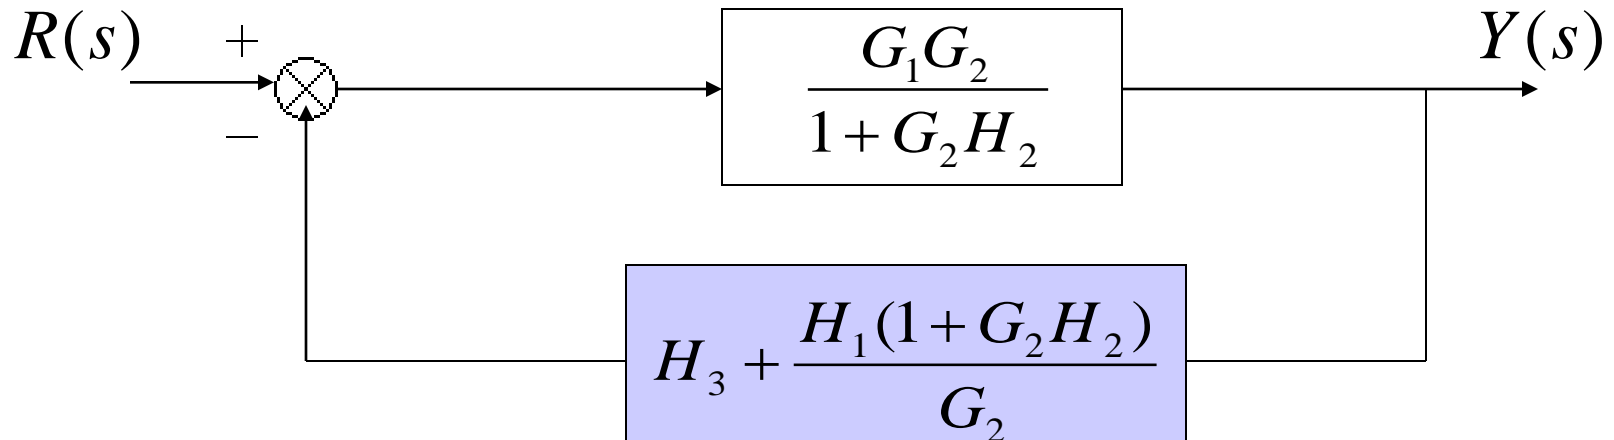 R(s) + Y(s)
−
G₁G₂
1 + G₂H₂
H₃ + H₁(1 + G₂H₂)
G₂